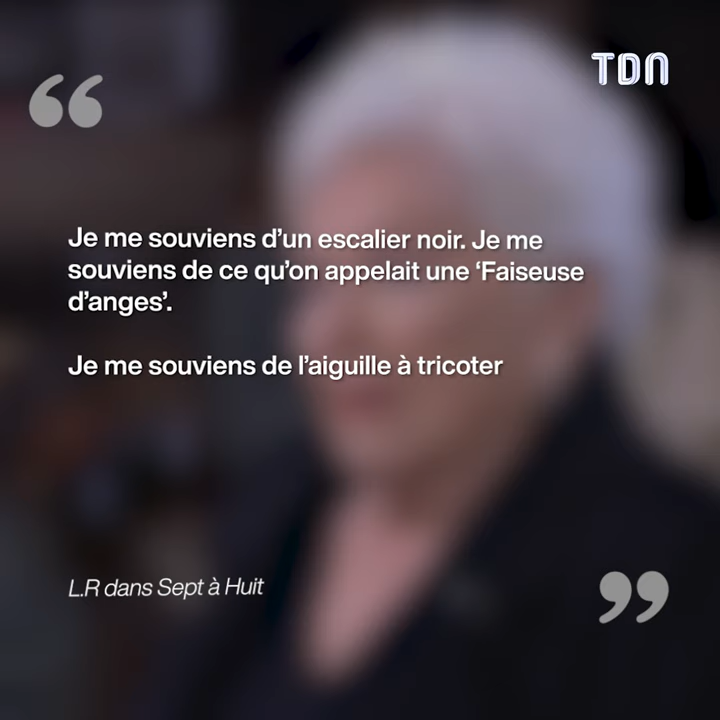 TDN
“
Je me souviens d’un escalier noir. Je me
souviens de ce qu’on appelait une ‘Faiseuse
d’anges’.
Je me souviens de l’aiguille à tricoter
L.R dans Sept à Huit
”